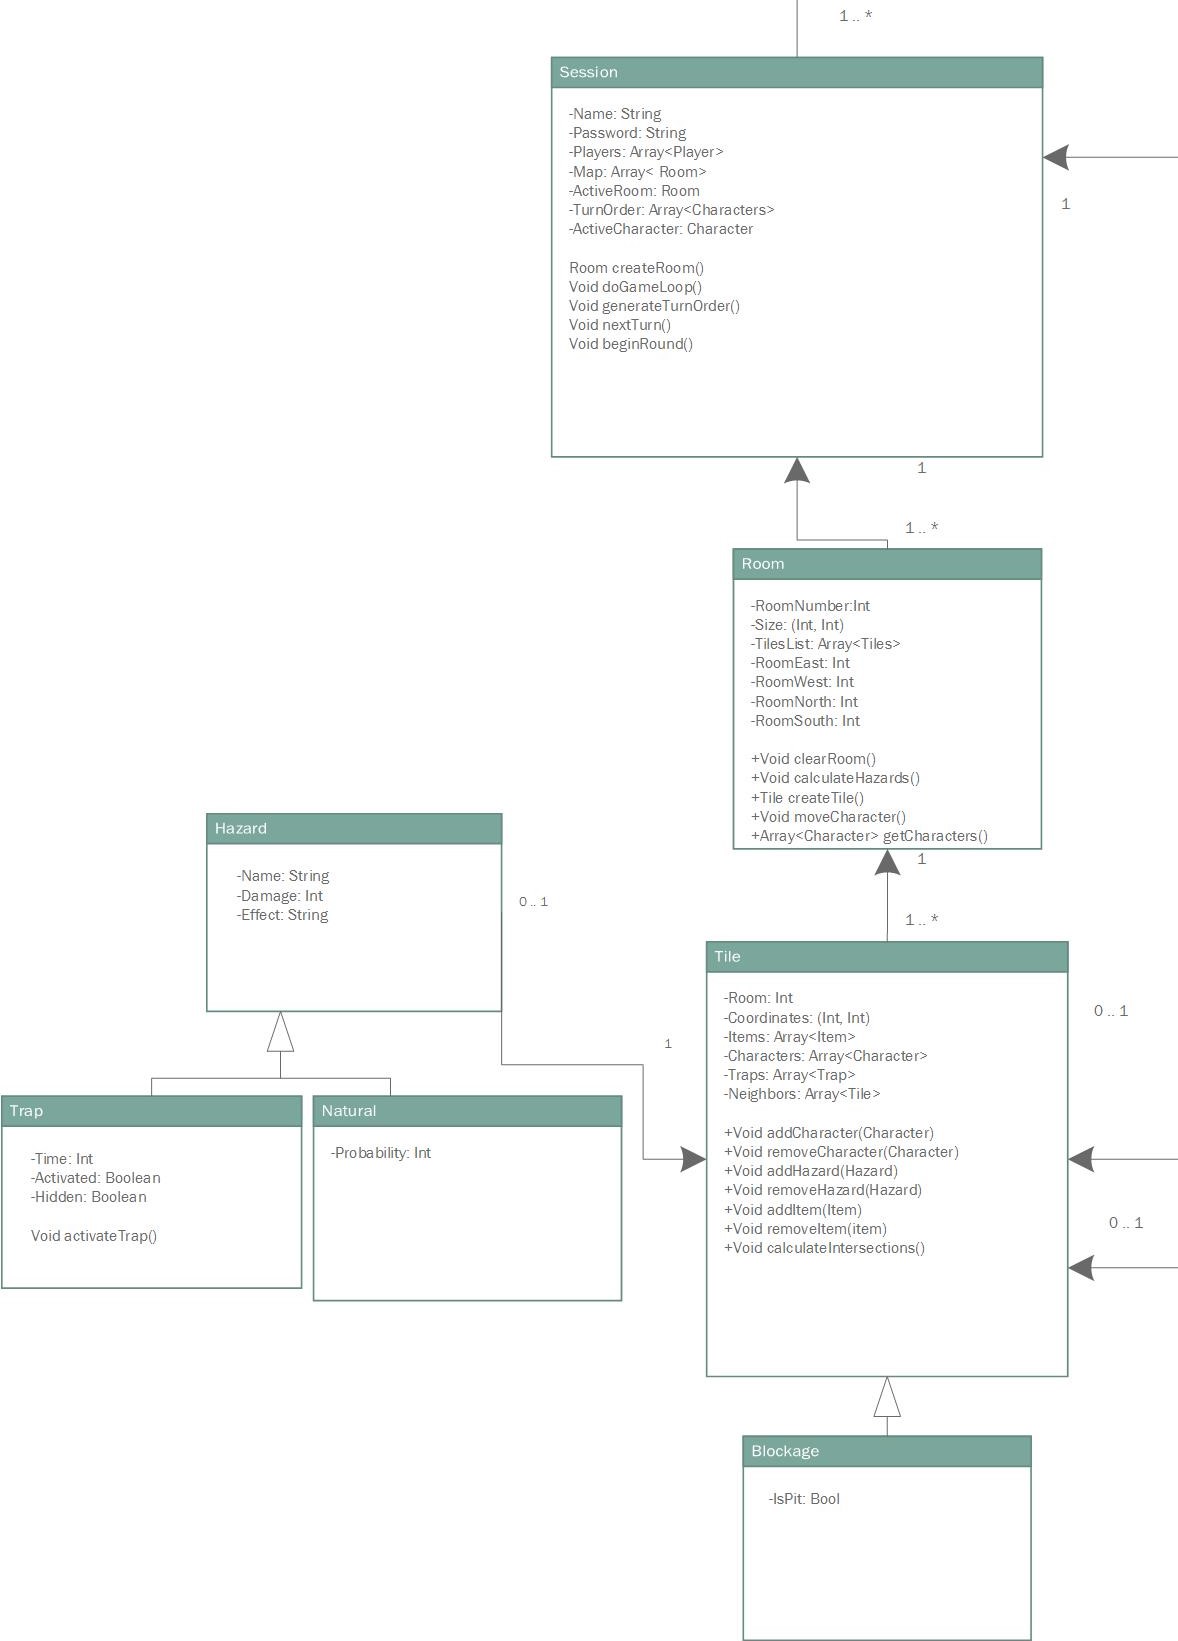 1 .. *
Session
-Name: String
-Password: String
-Players: Array<Player>
-Map: Array< Room>
-ActiveRoom: Room
-TurnOrder: Array<Characters>
-ActiveCharacter: Character
Room createRoom()
Void doGameLoop()
Void generateTurnOrder()
Void nextTurn()
Void beginRound()
1
1
1 .. *
Room
-RoomNumber:Int
-Size: (Int, Int)
-TilesList: Array<Tiles>
-RoomEast: Int
-RoomWest: Int
-RoomNorth: Int
-RoomSouth: Int
+Void clearRoom()
+Void calculateHazards()
+Tile createTile()
+Void moveCharacter()
+Array<Character> getCharacters()
1
1 .. *
Hazard
-Name: String
-Damage: Int
-Effect: String
0 .. 1
1
Trap
-Time: Int
-Activated: Boolean
-Hidden: Boolean
Void activateTrap()
Natural
-Probability: Int
Tile
-Room: Int
-Coordinates: (Int, Int)
-Items: Array<Item>
-Characters: Array<Character>
-Traps: Array<Trap>
-Neighbors: Array<Tile>
+Void addCharacter(Character)
+Void removeCharacter(Character)
+Void addHazard(Hazard)
+Void removeHazard(Hazard)
+Void addItem(Item)
+Void removeItem(item)
+Void calculateIntersections()
0 .. 1
0 .. 1
Blockage
-IsPit: Bool